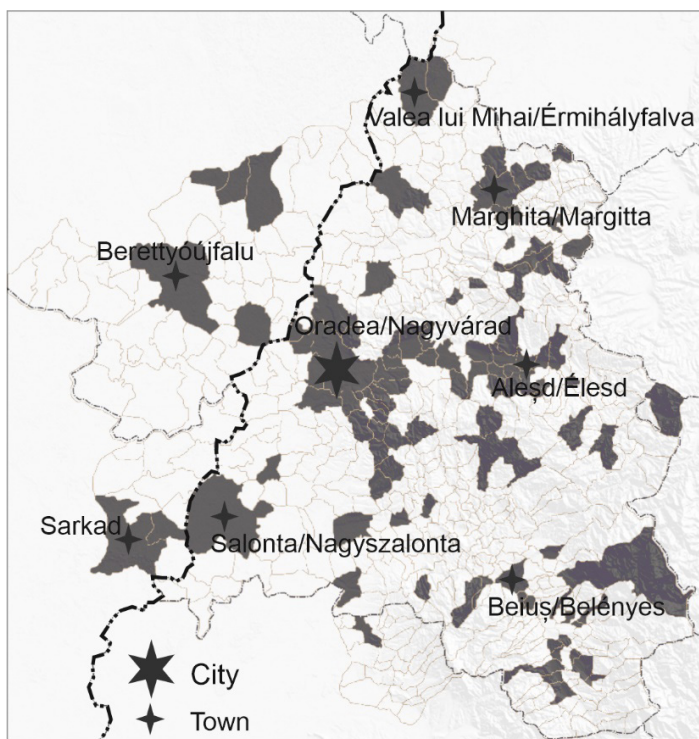 Valea lui Mihai/Érmihályfalva
Marghita/Margitta
Berettyóújfalu
Oradea/Nagyvárad
Aleșd/Élesd
Sarkad
Salonta/Nagyszalonta
Beiuș/Belényes
City
Town